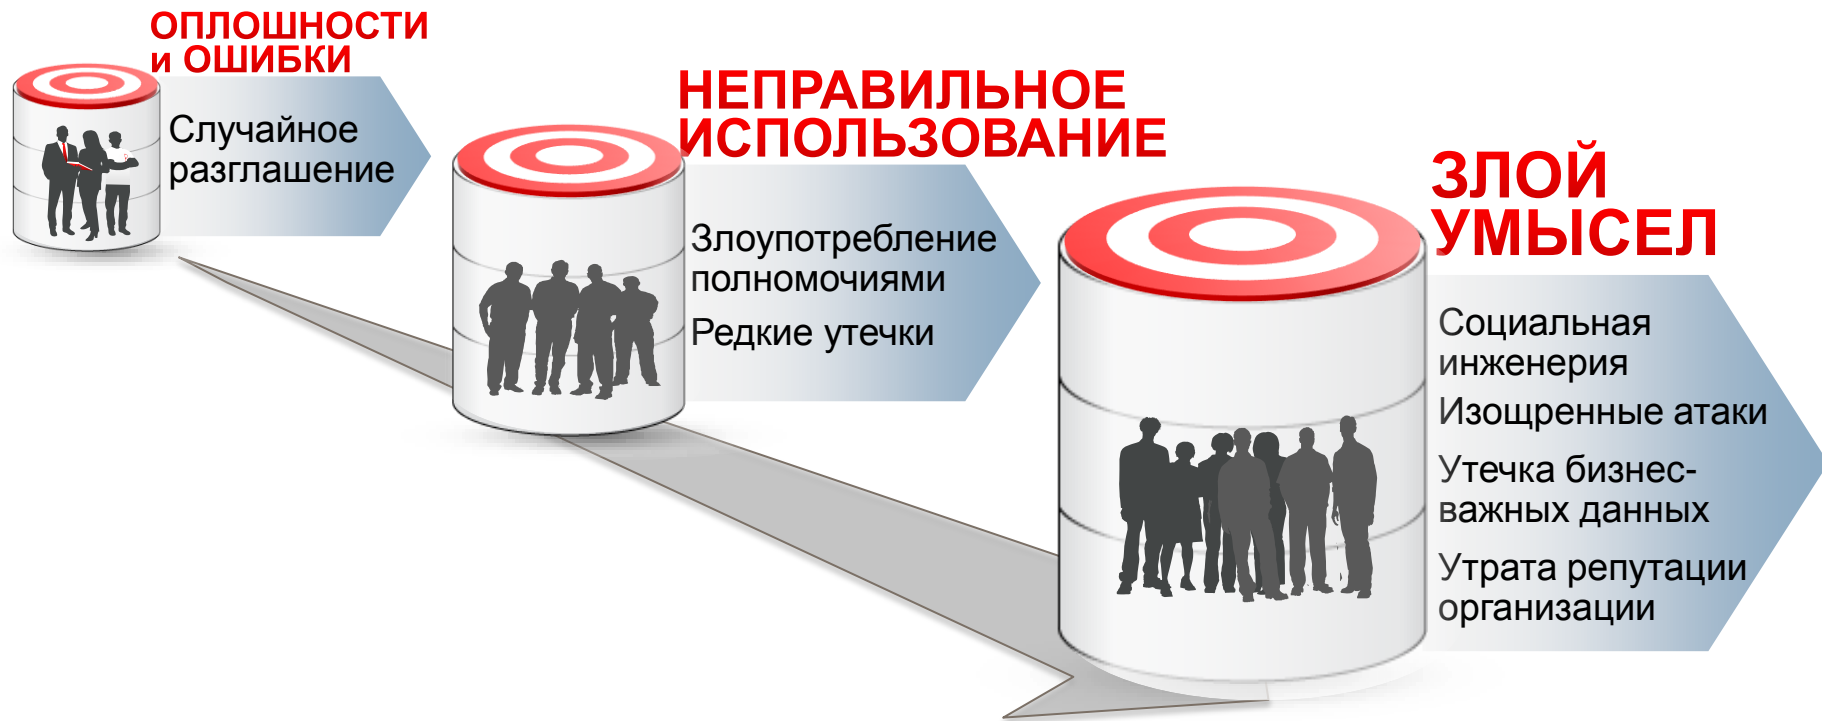 ОПЛОШНОСТИ
и ОШИБКИ
Случайное
разглашение
НЕПРАВИЛЬНОЕ
ИСПОЛЬЗОВАНИЕ
Злоупотребление
полномочиями
Редкие утечки
ЗЛОЙ
УМЫСЕЛ
Социальная
инженерия
Изощренные атаки
Утечка бизнес-
важных данных
Утрата репутации
организации